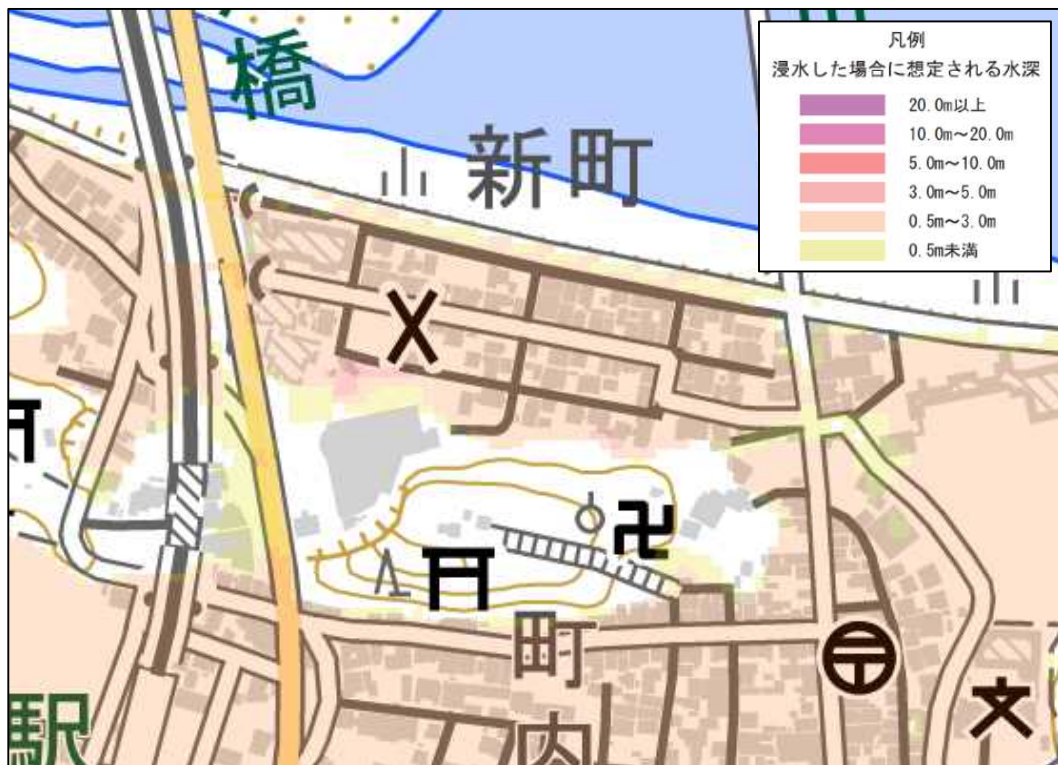 橋
新町
凡例
浸水した場合に想定される水深
20.0m以上
10.0m～20.0m
5.0m～10.0m
3.0m～5.0m
0.5m～3.0m
0.5m未満
町
内
駅